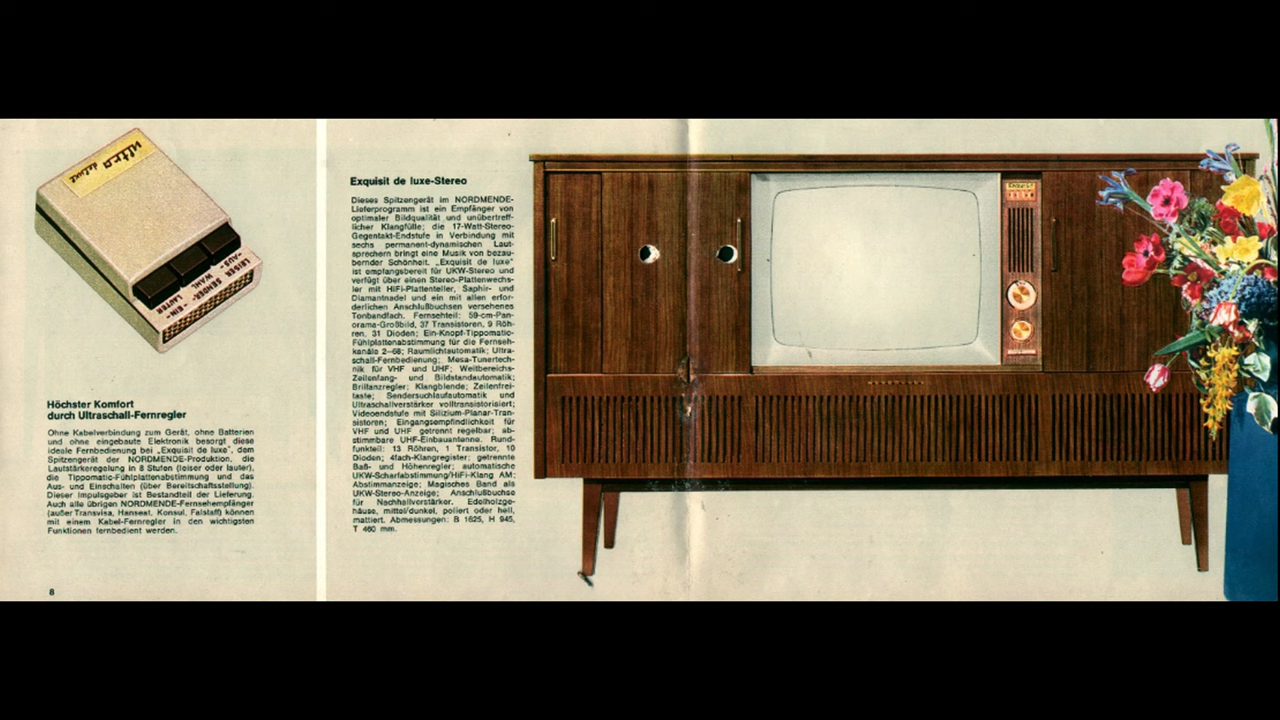 ultra
deluxe
LEISER-
-AUS-
SENDER-
WAHL
-EIN-
LAUTER
Höchster Komfort
durch Ultraschall-Fernregler
Ohne Kabelverbindung zum Gerät, ohne Batterien
und ohne eingebaute Elektronik besorgt diese
ideale Fernbedienung bei „Exquisit de luxe", dem
Spitzengerät der NORDMENDE-Produktion, die
Lautstärkeregelung in 8 Stufen (leiser oder lauter),
die Tippomatic-Fühlplattenabstimmung und das
Aus- und Einschalten (über Bereitschaftsstellung).
Dieser Impulsgeber ist Bestandteil der Lieferung.
Auch alle übrigen NORDMENDE-Fernsehempfänger
(außer Transvisa, Hanseat, Konsul, Falstaff) können
mit einem Kabel-Fernregler in den wichtigsten
Funktionen fernbedient werden.
8
Exquisit de luxe-Stereo
Dieses Spitzengerät im NORDMENDE-
Lieferprogramm ist ein Empfänger von
optimaler Bildqualität und unübertreff-
licher Klangfülle; die 17-Watt-Stereo-
Gegentakt-Endstufe in Verbindung mit
sechs permanent-dynamischen Laut-
sprechern bringt eine Musik von bezau-
bernder Schönheit. „Exquisit de luxe"
ist empfangsbereit für UKW-Stereo und
verfügt über einen Stereo-Plattenwechs-
ler mit HiFi-Plattenteller, Saphir- und
Diamantnadel und ein mit allen erfor-
derlichen Anschlußbuchsen versehenes
Tonbandfach. Fernsehteil: 59-cm-Pan-
orama-Großbild, 37 Transistoren, 9 Röh-
ren, 31 Dioden; Ein-Knopf-Tippomatic-
Fühlplattenabstimmung für die Fernseh-
kanäle 2–68; Raumlichtautomatik; Ultra-
schall-Fernbedienung; Mesa-Tunertech-
nik für VHF und UHF; Weitbereichs-
Zeilenfang- und Bildstandautomatik;
Brillanzregler; Klangblende; Zeilenfrei-
taste; Sendersuchlaufautomatik und
Ultraschallverstärker volltransistorisiert;
Videoendstufe mit Silizium-Planar-Tran-
sistoren; Eingangsempfindlichkeit für
VHF und UHF getrennt regelbar; ab-
stimmbare UHF-Einbauantenne. Rund-
funkteil: 13 Röhren, 1 Transistor, 10
Dioden; 4fach-Klangregister; getrennte
Baß- und Höhenregler; automatische
UKW-Scharfabstimmung/HiFi-Klang AM;
Abstimmanzeige; Magisches Band als
UKW-Stereo-Anzeige; Anschlußbuchse
für Nachhallverstärker. Edelholzge-
häuse, mittel/dunkel, poliert oder hell,
mattiert. Abmessungen: B 1625, H 945,
T 460 mm.